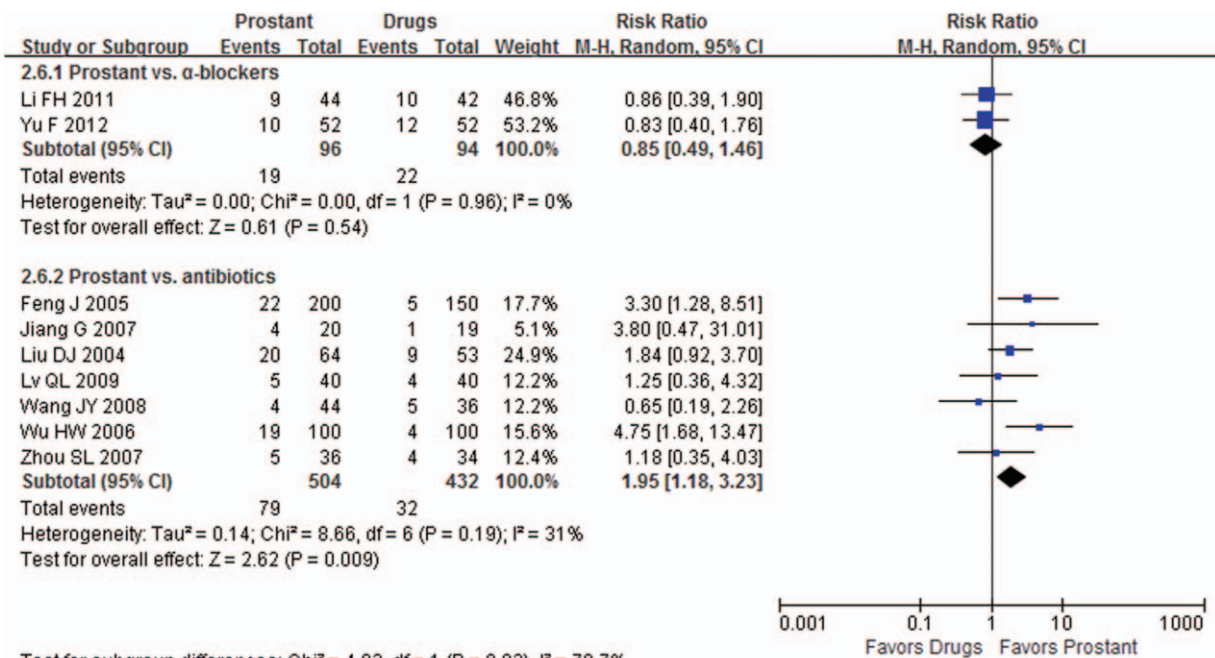 Prostant Drugs Risk Ratio Risk Ratio
Study or Subgroup Events Total Events Total Weight M-H, Random, 95% CI M-H, Random, 95% CI
2.6.1 Prostant vs. α-blockers
Li FH 2011 9 44 10 42 46.8% 0.86 [0.39, 1.90]
Yu F 2012 10 52 12 52 53.2% 0.83 [0.40, 1.76]
Subtotal (95% CI) 96 94 100.0% 0.85 [0.49, 1.46]
Total events 19 22
Heterogeneity: Tau² = 0.00; Chi² = 0.00, df = 1 (P = 0.96); I² = 0%
Test for overall effect: Z = 0.61 (P = 0.54)
2.6.2 Prostant vs. antibiotics
Feng J 2005 22 200 5 150 17.7% 3.30 [1.28, 8.51]
Jiang G 2007 4 20 1 19 5.1% 3.80 [0.47, 31.01]
Liu DJ 2004 20 64 9 53 24.9% 1.84 [0.92, 3.70]
Lv QL 2009 5 40 4 40 12.2% 1.25 [0.36, 4.32]
Wang JY 2008 4 44 5 36 12.2% 0.65 [0.19, 2.26]
Wu HW 2006 19 100 4 100 15.6% 4.75 [1.68, 13.47]
Zhou SL 2007 5 36 4 34 12.4% 1.18 [0.35, 4.03]
Subtotal (95% CI) 504 432 100.0% 1.95 [1.18, 3.23]
Total events 79 32
Heterogeneity: Tau² = 0.14; Chi² = 8.66, df = 6 (P = 0.19); I² = 31%
Test for overall effect: Z = 2.62 (P = 0.009)
0.001 0.1 1 10 1000
Favors Drugs Favors Prostant